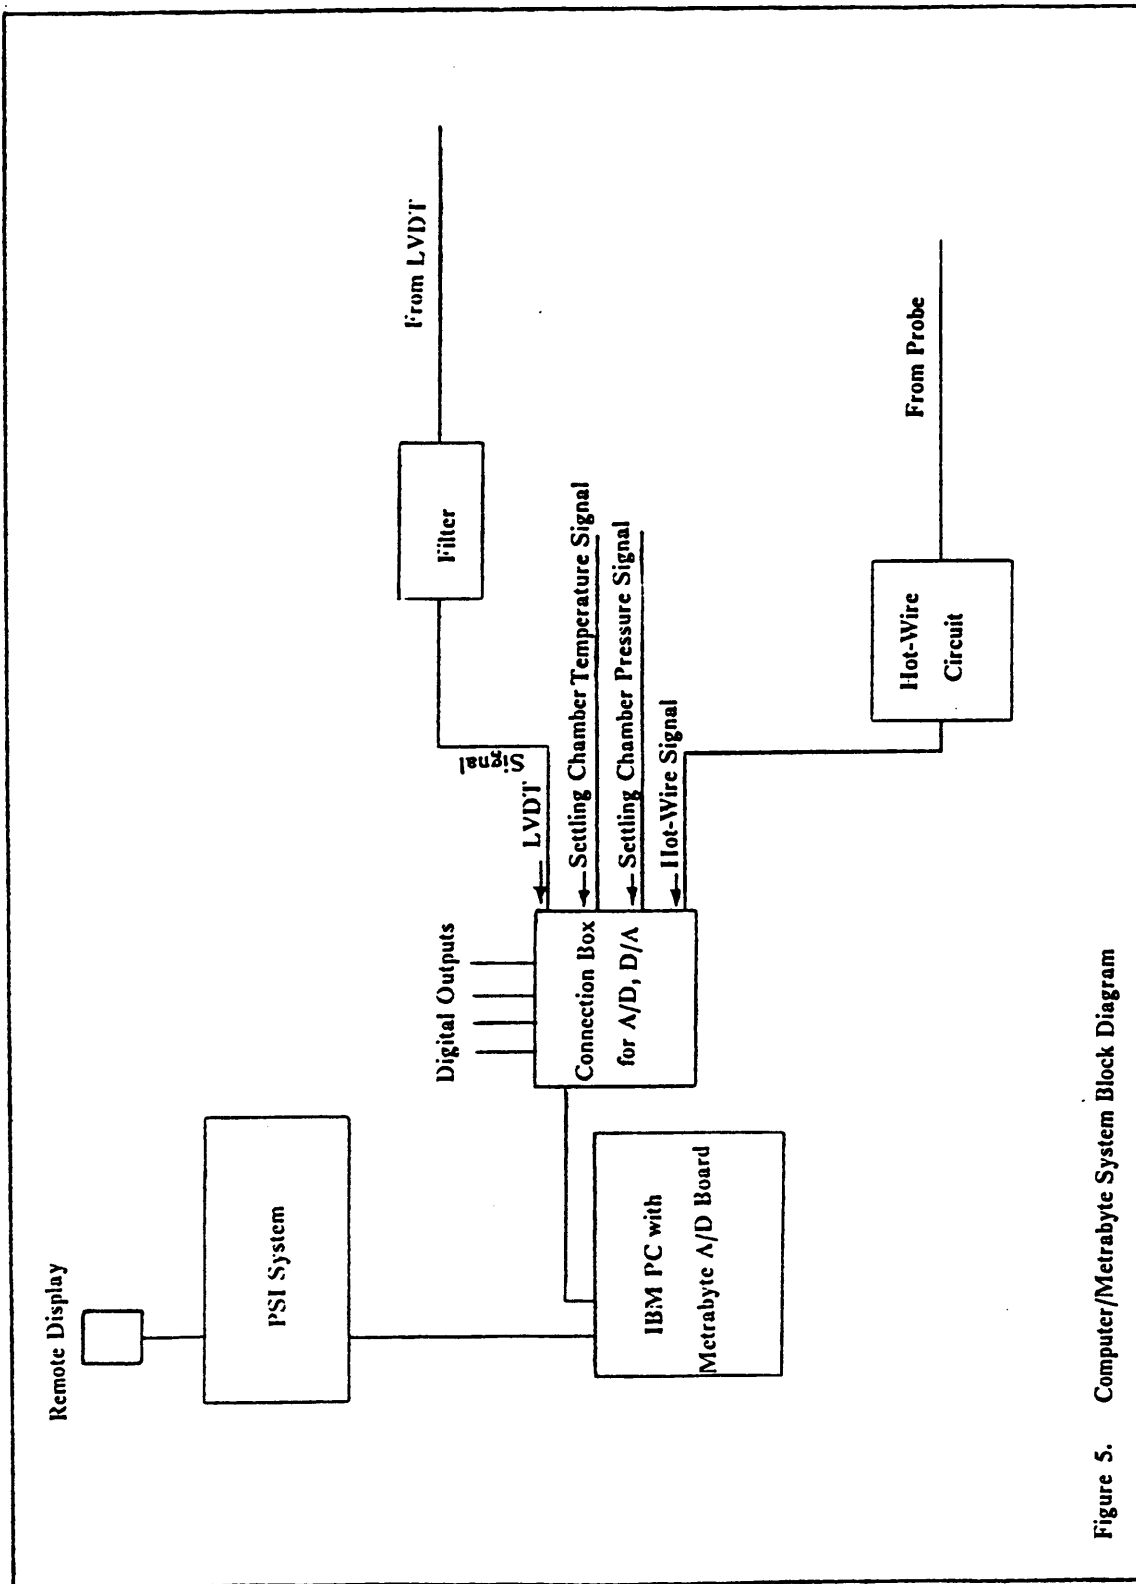 Remote Display
PSI System
IBM PC with
Metrabyte A/D Board
Digital Outputs
Connection Box
for A/D, D/A
LVDT
Signal
Settling Chamber Temperature Signal
Settling Chamber Pressure Signal
Hot-Wire Signal
Filter
From LVDT
Hot-Wire
Circuit
From Probe
Figure 5. Computer/Metrabyte System Block Diagram